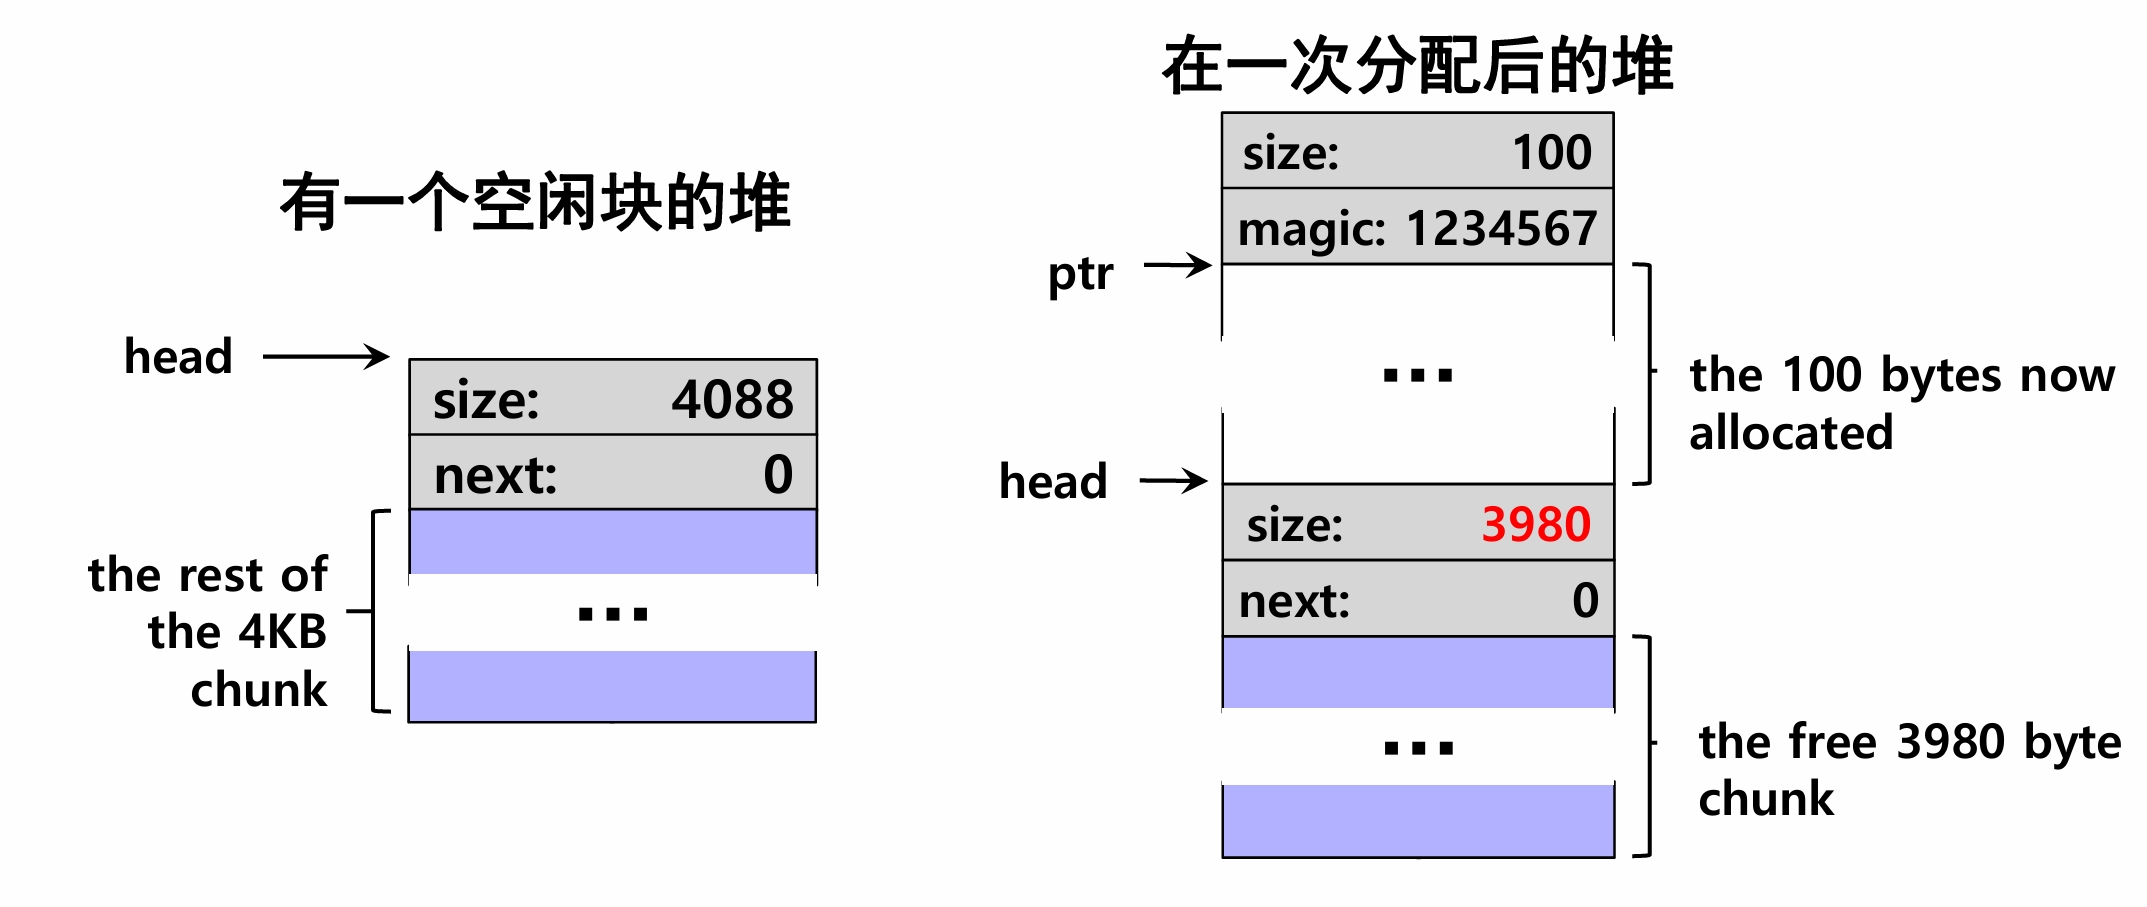 有一个空闲块的堆
head
size: 4088
next: 0
the rest of
the 4KB
chunk
...
在一次分配后的堆
size: 100
magic: 1234567
ptr
...
the 100 bytes now
allocated
head
size: 3980
next: 0
...
the free 3980 byte
chunk